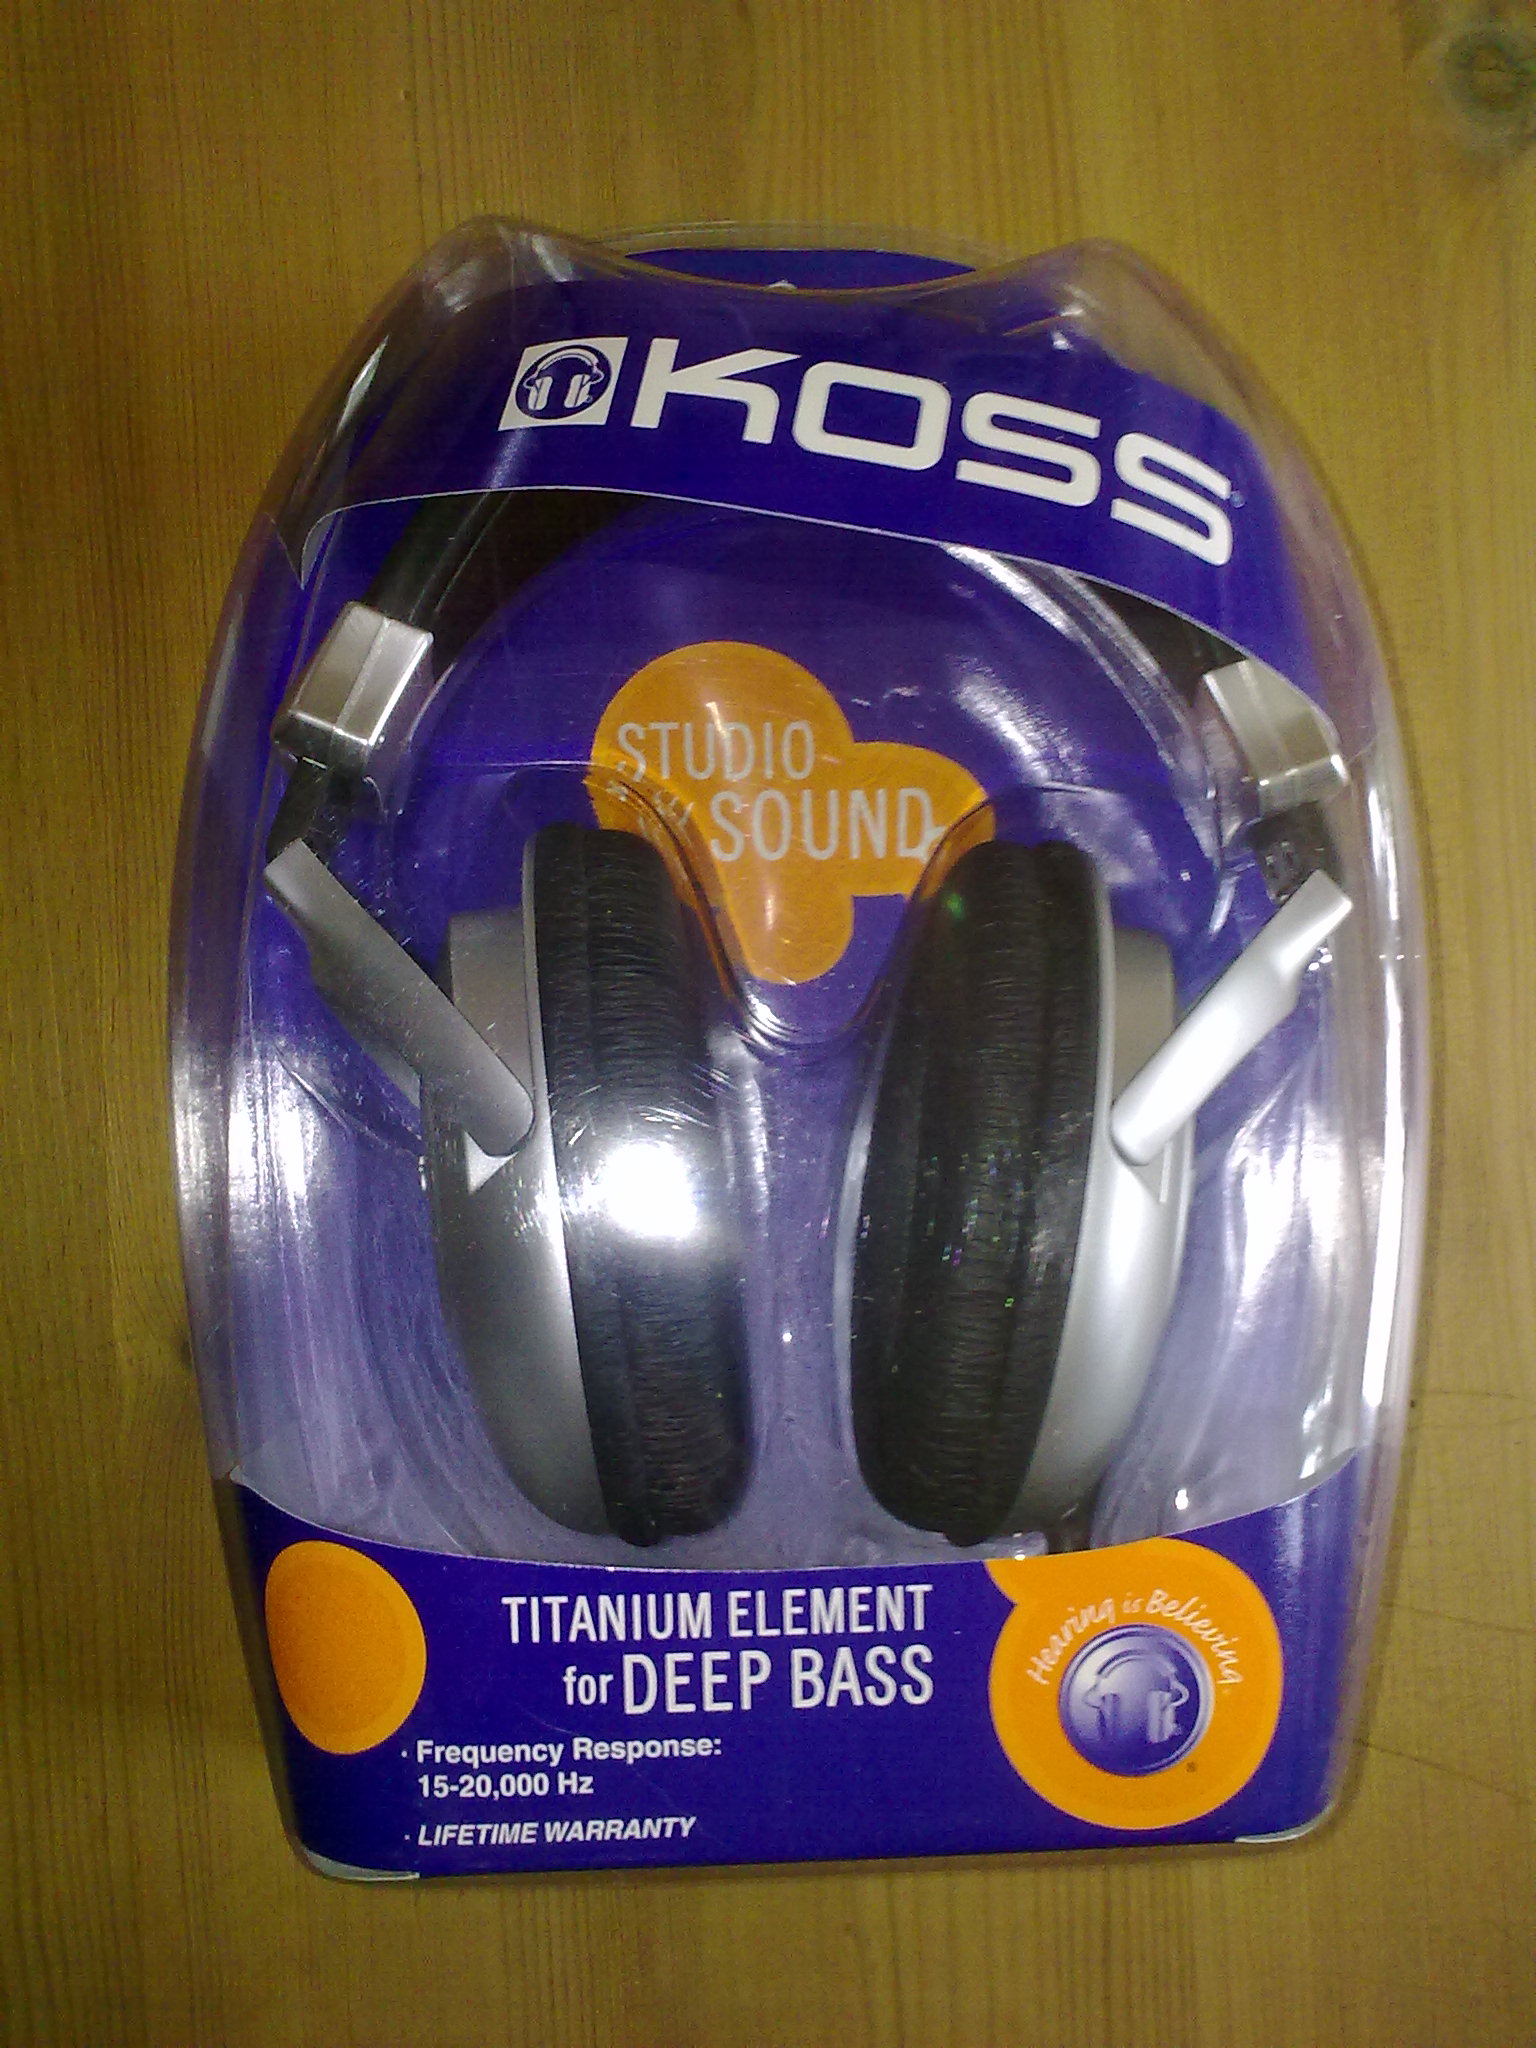 KOSS
STUDIO
SOUND
TITANIUM ELEMENT
for DEEP BASS
· Frequency Response:
15-20,000 Hz
· LIFETIME WARRANTY
Hearing is Believing